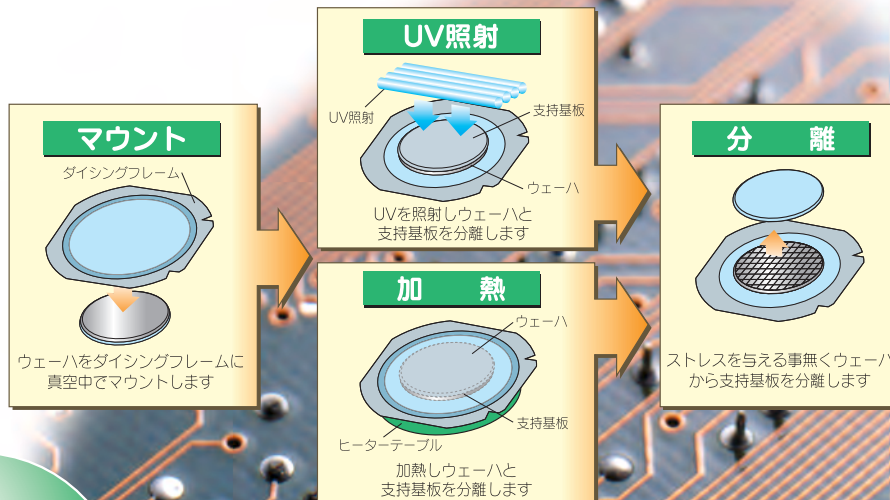 マウント
ダイシングフレーム
ウェーハをダイシングフレームに
真空中でマウントします
UV照射
UV照射
支持基板
ウェーハ
UVを照射しウェーハと
支持基板を分離します
加 熱
ウェーハ
支持基板
ヒーターテーブル
加熱しウェーハと
支持基板を分離します
分 離
ストレスを与える事無くウェーハ
から支持基板を分離します